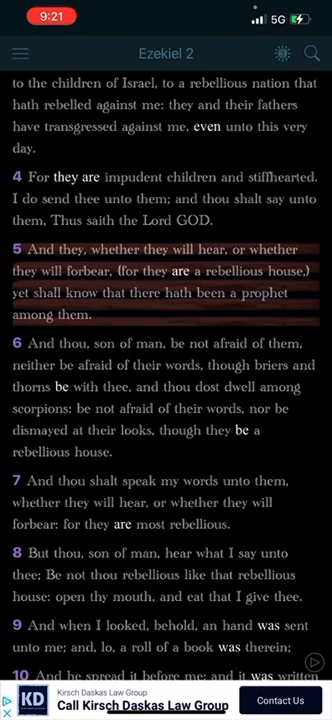 9:21
5G
Ezekiel 2
to the children of Israel, to a rebellious nation that
hath rebelled against me: they and their fathers
have transgressed against me, even unto this very
day.
4 For they are impudent children and stiffhearted.
I do send thee unto them; and thou shalt say unto
them, Thus saith the Lord GOD.
5 And they, whether they will hear, or whether
they will forbear, (for they are a rebellious house,)
yet shall know that there hath been a prophet
among them.
6 And thou, son of man, be not afraid of them,
neither be afraid of their words, though briers and
thorns be with thee, and thou dost dwell among
scorpions: be not afraid of their words, nor be
dismayed at their looks, though they be a
rebellious house.
7 And thou shalt speak my words unto them,
whether they will hear, or whether they will
forbear: for they are most rebellious.
8 But thou, son of man, hear what I say unto
thee; Be not thou rebellious like that rebellious
house: open thy mouth, and eat that I give thee.
9 And when I looked, behold, an hand was sent
unto me; and, lo, a roll of a book was therein;
10 And he spread it before me; and it was written
KD
Kirsch Daskas Law Group
Call Kirsch Daskas Law Group
Contact Us